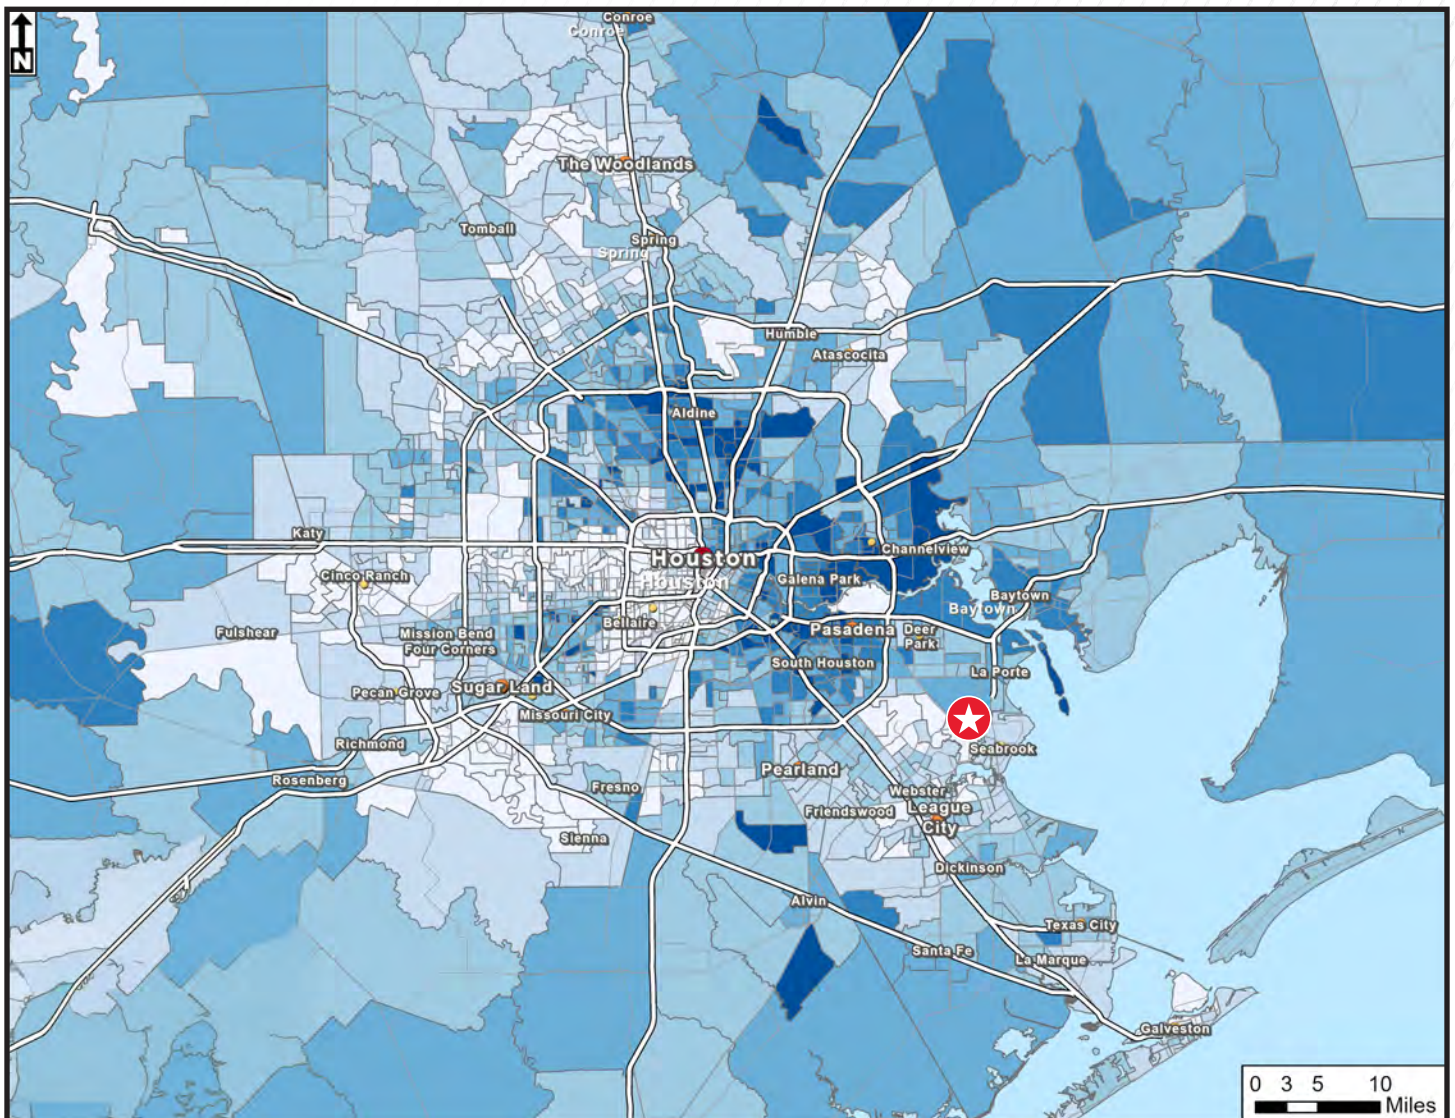 Conroe
Conroe
N
The Woodlands
Tomball
Spring
Spring
Humble
Atascocita
Aldine
Katy
Houston
Houston
Channelview
Cinco Ranch
Galena Park
Baytown
Baytown
Fulshear
Mission Bend
Four Corners
Bellaire
Pasadena
Deer
Park
South Houston
La Porte
Pecan Grove
Sugar Land
Missouri City
Richmond
Seabrook
Rosenberg
Fresno
Pearland
Webster
League
City
Friendswood
Sienna
Dickinson
Alvin
Texas City
Santa Fe
La Marque
Galveston
0 3 5 10
Miles